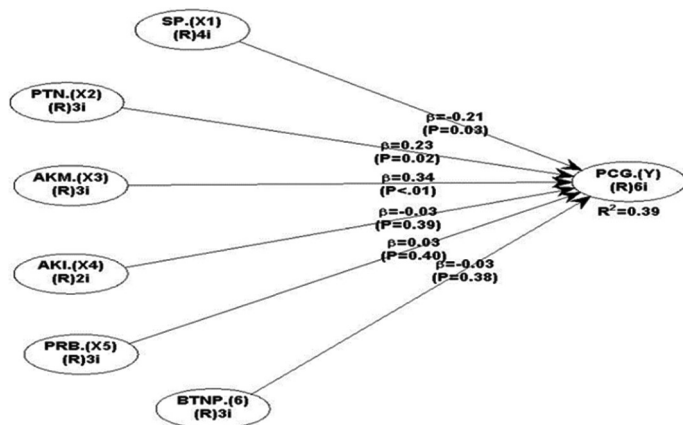 SP.(X1)
(R)4i
PTN.(X2)
(R)3i
β=-0.21
(P=0.03)
β=0.23
(P=0.02)
AKM.(X3)
(R)3i
β=0.34
(P<.01)
PCG.(Y)
(R)6i
R²=0.39
β=-0.03
(P=0.39)
AKI.(X4)
(R)2i
β=0.03
(P=0.40)
β=-0.03
(P=0.38)
PRB.(X5)
(R)3i
BTNP.(6)
(R)3i